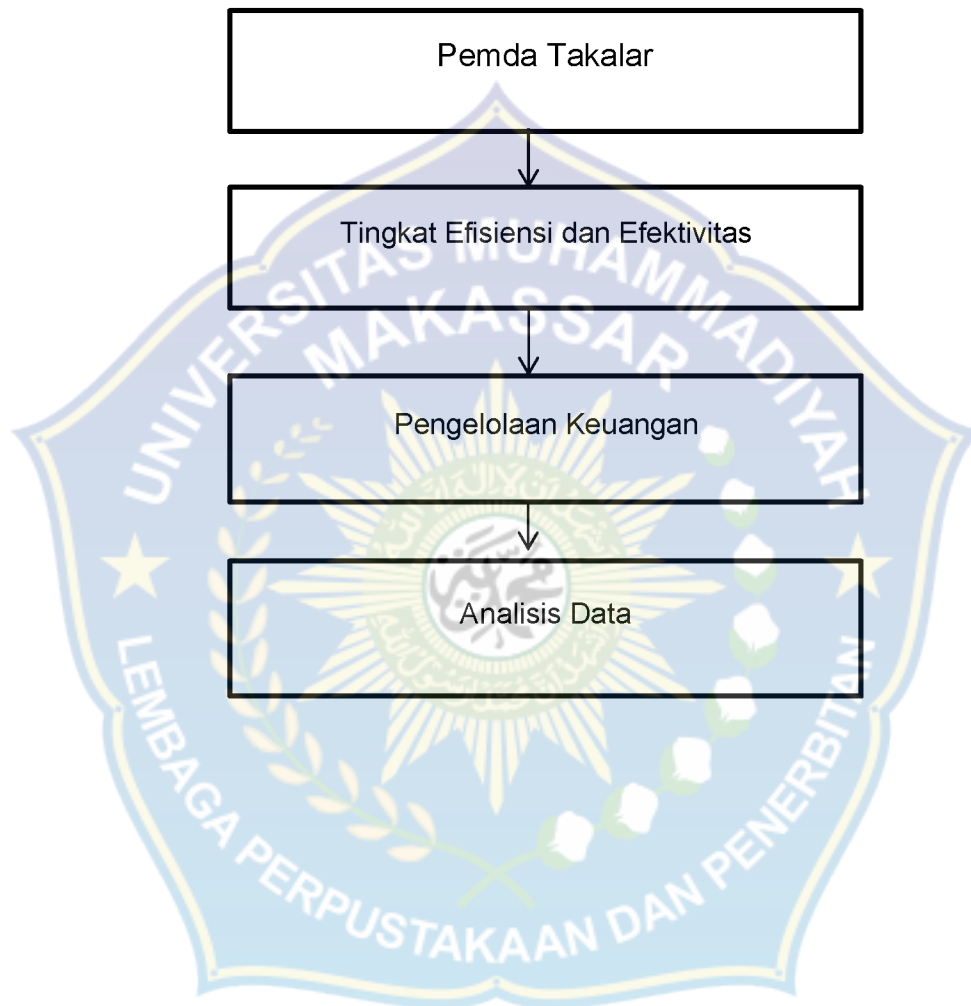 Pemda Takalar
Tingkat Efisiensi dan Efektivitas
UNIVERSITAS MUHAMMADIYAH
MAKASSAR
Pengelolaan Keuangan
Analisis Data
LEMBAGA PERPUSTAKAAN DAN PENERBITAN